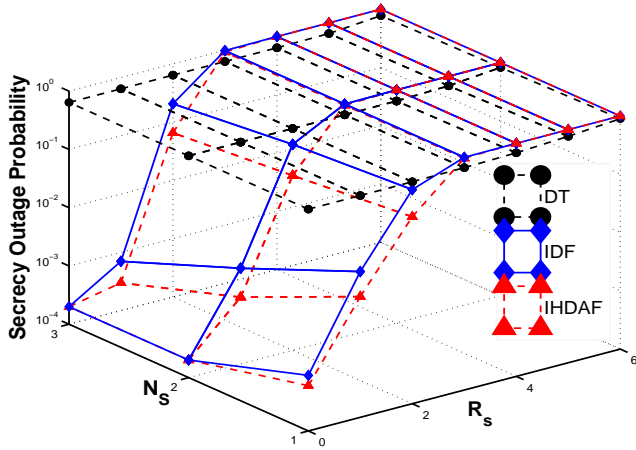 Secrecy Outage Probability
10^0
10^-1
10^-2
10^-3
10^-4
3
2
1
N_S
0
2
4
6
R_s
DT
IDF
IHDAF